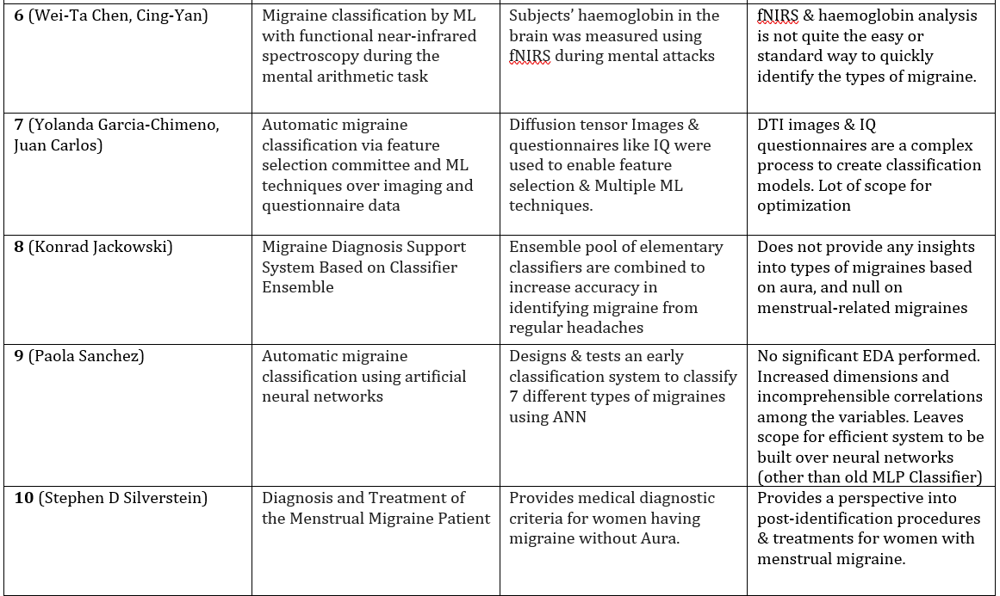 6 (Wei-Ta Chen, Cing-Yan)
Migraine classification by ML
with functional near-infrared
spectroscopy during the
mental arithmetic task
Subjects’ haemoglobin in the
brain was measured using
fNIRS during mental attacks
fNIRS & haemoglobin analysis
is not quite the easy or
standard way to quickly
identify the types of migraine.
7 (Yolanda Garcia-Chimeno,
Juan Carlos)
Automatic migraine
classification via feature
selection committee and ML
techniques over imaging and
questionnaire data
Diffusion tensor Images &
questionnaires like IQ were
used to enable feature
selection & Multiple ML
techniques.
DTI images & IQ
questionnaires are a complex
process to create classification
models. Lot of scope for
optimization
8 (Konrad Jackowski)
Migraine Diagnosis Support
System Based on Classifier
Ensemble
Ensemble pool of elementary
classifiers are combined to
increase accuracy in
identifying migraine from
regular headaches
Does not provide any insights
into types of migraines based
on aura, and null on
menstrual-related migraines
9 (Paola Sanchez)
Automatic migraine
classification using artificial
neural networks
Designs & tests an early
classification system to classify
7 different types of migraines
using ANN
No significant EDA performed.
Increased dimensions and
incomprehensible correlations
among the variables. Leaves
scope for efficient system to be
built over neural networks
(other than old MLP Classifier)
10 (Stephen D Silverstein)
Diagnosis and Treatment of
the Menstrual Migraine Patient
Provides medical diagnostic
criteria for women having
migraine without Aura.
Provides a perspective into
post-identification procedures
& treatments for women with
menstrual migraine.